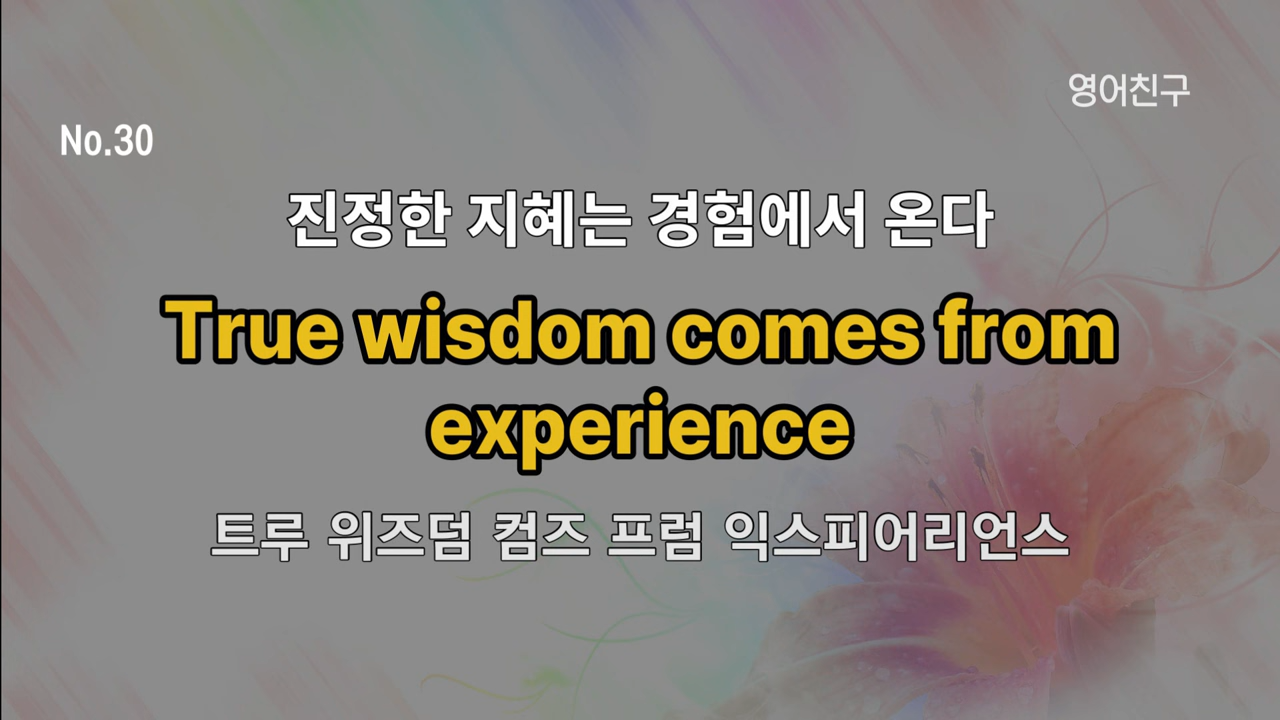 영어친구
No.30
진정한 지혜는 경험에서 온다
True wisdom comes from
experience
트루 위즈덤 컴즈 프럼 익스피어리언스